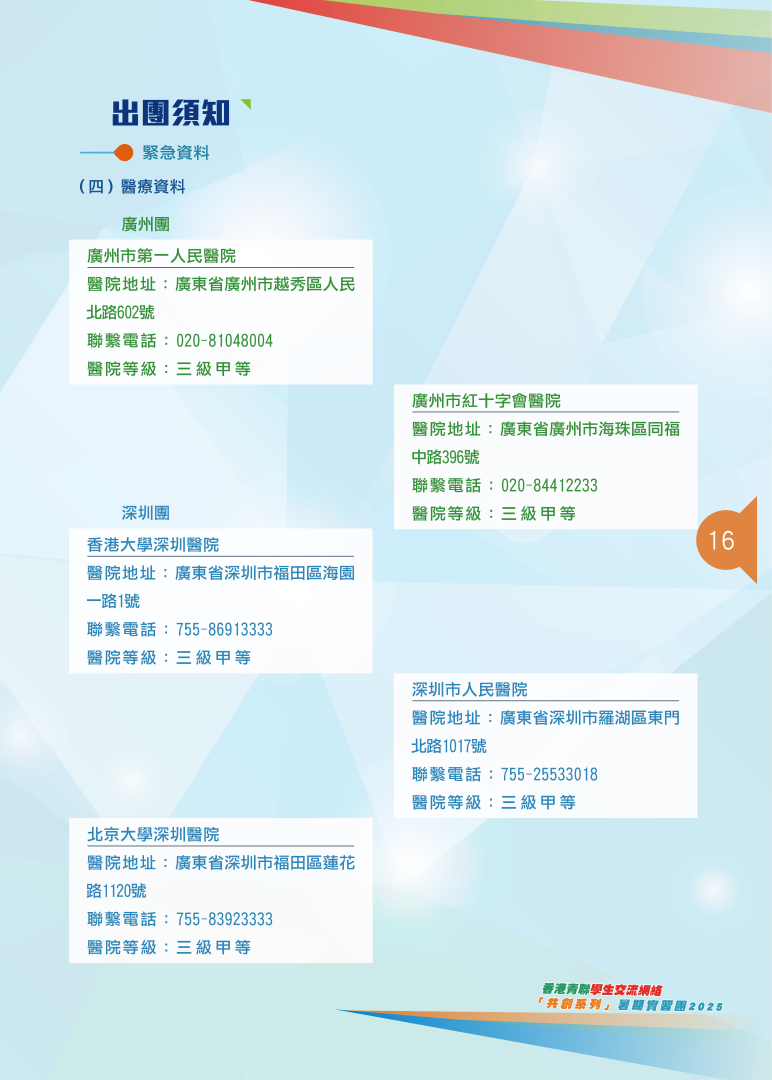 出團須知
緊急資料
（四）醫療資料
廣州團
廣州市第一人民醫院
醫院地址：廣東省廣州市越秀區人民
北路602號
聯繫電話：020-81048004
醫院等級：三級甲等
廣州市紅十字會醫院
醫院地址：廣東省廣州市海珠區同福
中路396號
聯繫電話：020-84412233
醫院等級：三級甲等
深圳團
香港大學深圳醫院
醫院地址：廣東省深圳市福田區海園
一路1號
聯繫電話：755-86913333
醫院等級：三級甲等
深圳市人民醫院
醫院地址：廣東省深圳市羅湖區東門
北路1017號
聯繫電話：755-25533018
醫院等級：三級甲等
北京大學深圳醫院
醫院地址：廣東省深圳市福田區蓮花
路1120號
聯繫電話：755-83923333
醫院等級：三級甲等
16
香港青聯學生交流網絡
「共創系列」暑期實習團2025